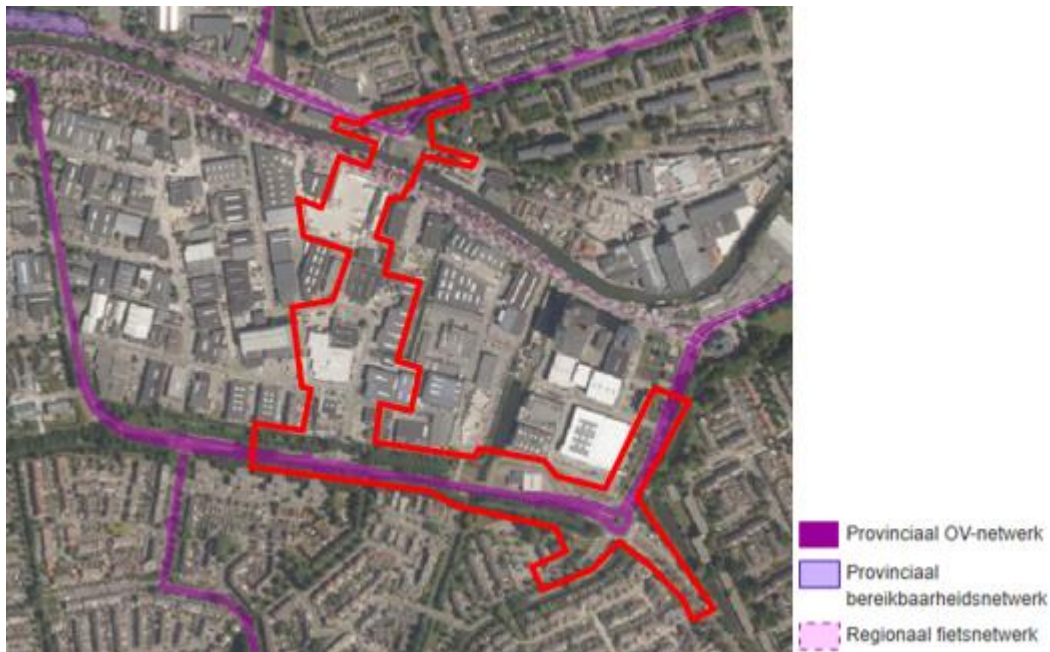 Provinciaal OV-netwerk
Provinciaal
bereikbaarheidsnetwerk
Regionaal fietsnetwerk